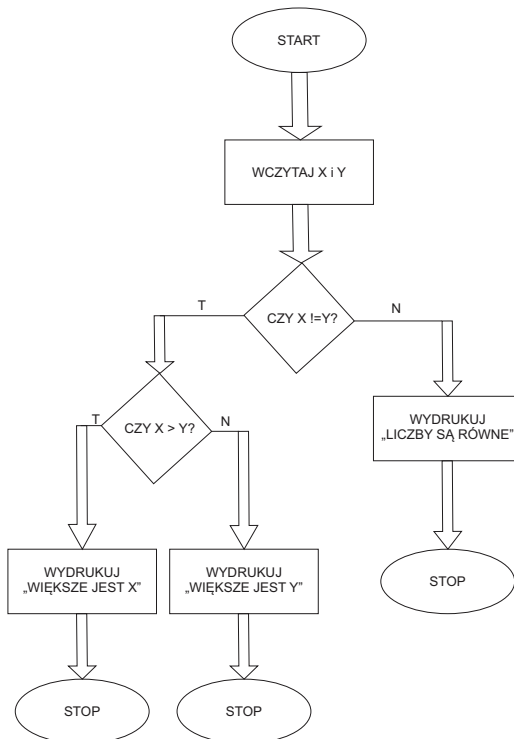 START
WCZYTAJ X i Y
T
CZY X !=Y?
N
T
CZY X > Y?
N
WYDRUKUJ
„LICZBY SĄ RÓWNE”
WYDRUKUJ
„WIĘKSZE JEST X”
WYDRUKUJ
„WIĘKSZE JEST Y”
STOP
STOP
STOP